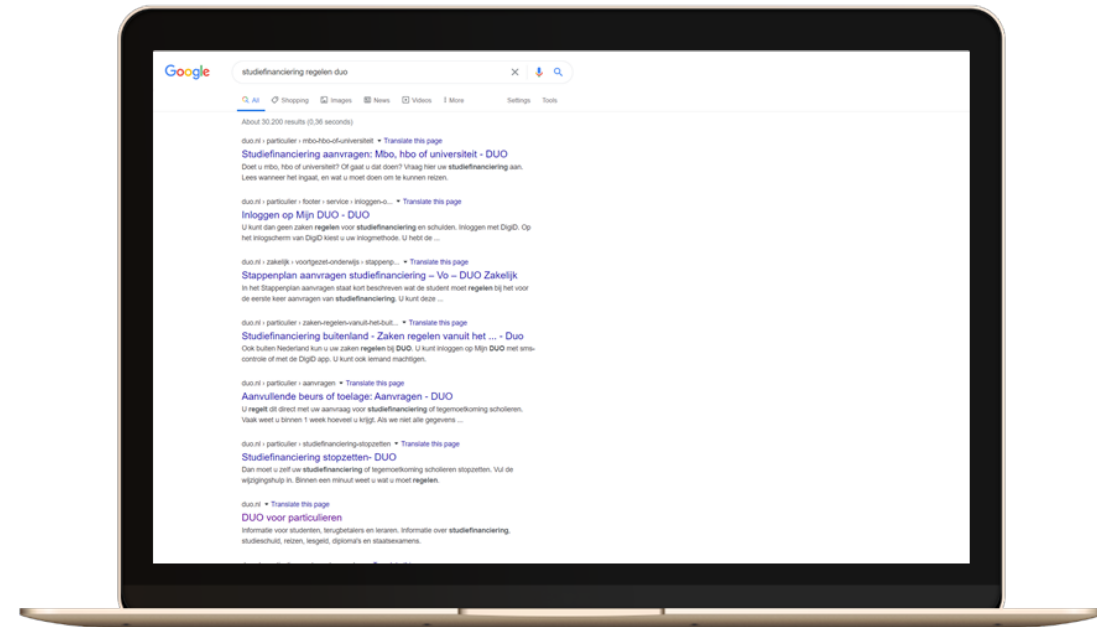 Google
studiefinanciering regelen duo
All Shopping Images News Videos More Settings Tools
About 30.200 results (0,36 seconds)
duo.nl › particulier › mbo-hbo-of-universiteit Translate this page
Studiefinanciering aanvragen: Mbo, hbo of universiteit - DUO
Doet u mbo, hbo of universiteit? Of gaat u dat doen? Vraag hier uw studiefinanciering aan.
Lees wanneer het ingaat, en wat u moet doen om te kunnen reizen.
duo.nl › particulier › footer › service › inloggen-o... Translate this page
Inloggen op Mijn DUO - DUO
U kunt dan geen zaken regelen voor studiefinanciering en schulden. Inloggen met DigiD. Op
het inlogscherm van DigiD kiest u uw inlogmethode. U hebt de ...
duo.nl › zakelijk › voortgezet-onderwijs › stappenp... Translate this page
Stappenplan aanvragen studiefinanciering – Vo – DUO Zakelijk
In het Stappenplan aanvragen staat kort beschreven wat de student moet regelen bij het voor
de eerste keer aanvragen van studiefinanciering. U kunt deze ...
duo.nl › particulier › zaken-regelen-vanuit-het-buit... Translate this page
Studiefinanciering buitenland - Zaken regelen vanuit het ... - Duo
Ook buiten Nederland kun u uw zaken regelen bij DUO. U kunt inloggen op Mijn DUO met sms-
controle of met de DigiD app. U kunt ook iemand machtigen.
duo.nl › particulier › aanvragen Translate this page
Aanvullende beurs of toelage: Aanvragen - DUO
U regelt dit direct met uw aanvraag voor studiefinanciering of tegemoetkoming scholieren.
Vaak weet u binnen 1 week hoeveel u krijgt. Als we niet alle gegevens ...
duo.nl › particulier › studiefinanciering-stopzetten Translate this page
Studiefinanciering stopzetten- DUO
Dan moet u zelf uw studiefinanciering of tegemoetkoming scholieren stopzetten. Vul de
wijzigingshulp in. Binnen een minuut weet u wat u moet regelen.
duo.nl Translate this page
DUO voor particulieren
Informatie voor studenten, terugbetalers en leraren. Informatie over studiefinanciering,
studieschuld, reizen, lesgeld, diploma's en staatsexamens.